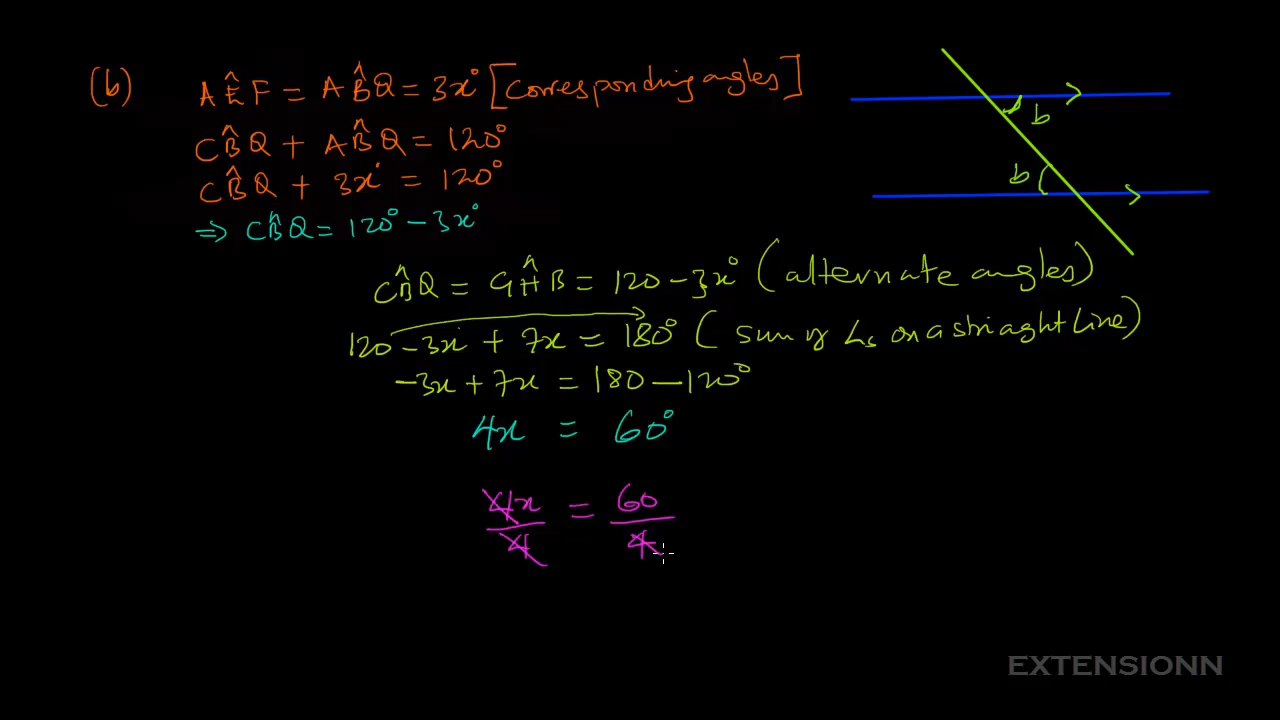 (b) AÊF = AB̂Q = 3x° [corresponding angles]
CB̂Q + AB̂Q = 120°
CB̂Q + 3x° = 120°
⇒ CB̂Q = 120° - 3x°
CB̂Q = GĤB = 120 - 3x° (alternate angles)
120 - 3x + 7x = 180° (sum of ∠s on a striaght line)
-3x + 7x = 180 - 120°
4x = 60°
4x/4 = 60/4
b
b
EXTENSIONN